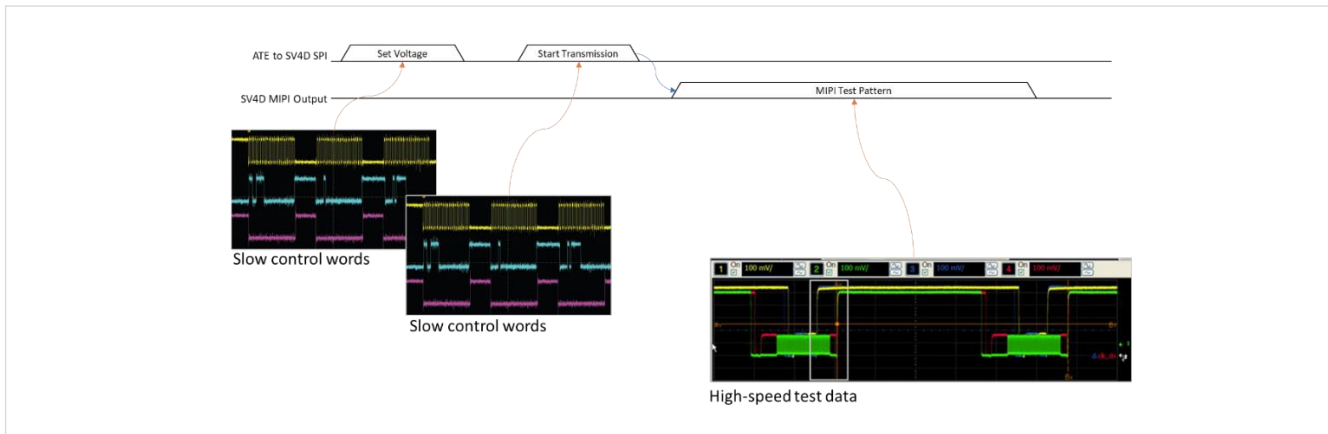 ATE to SV4D SPI
Set Voltage
Start Transmission
SV4D MIPI Output
MIPI Test Pattern
Slow control words
Slow control words
1 On 100 mV/ 2 On 100 mV/ 3 On 100 mV/ 4 On 100 mV/
High-speed test data